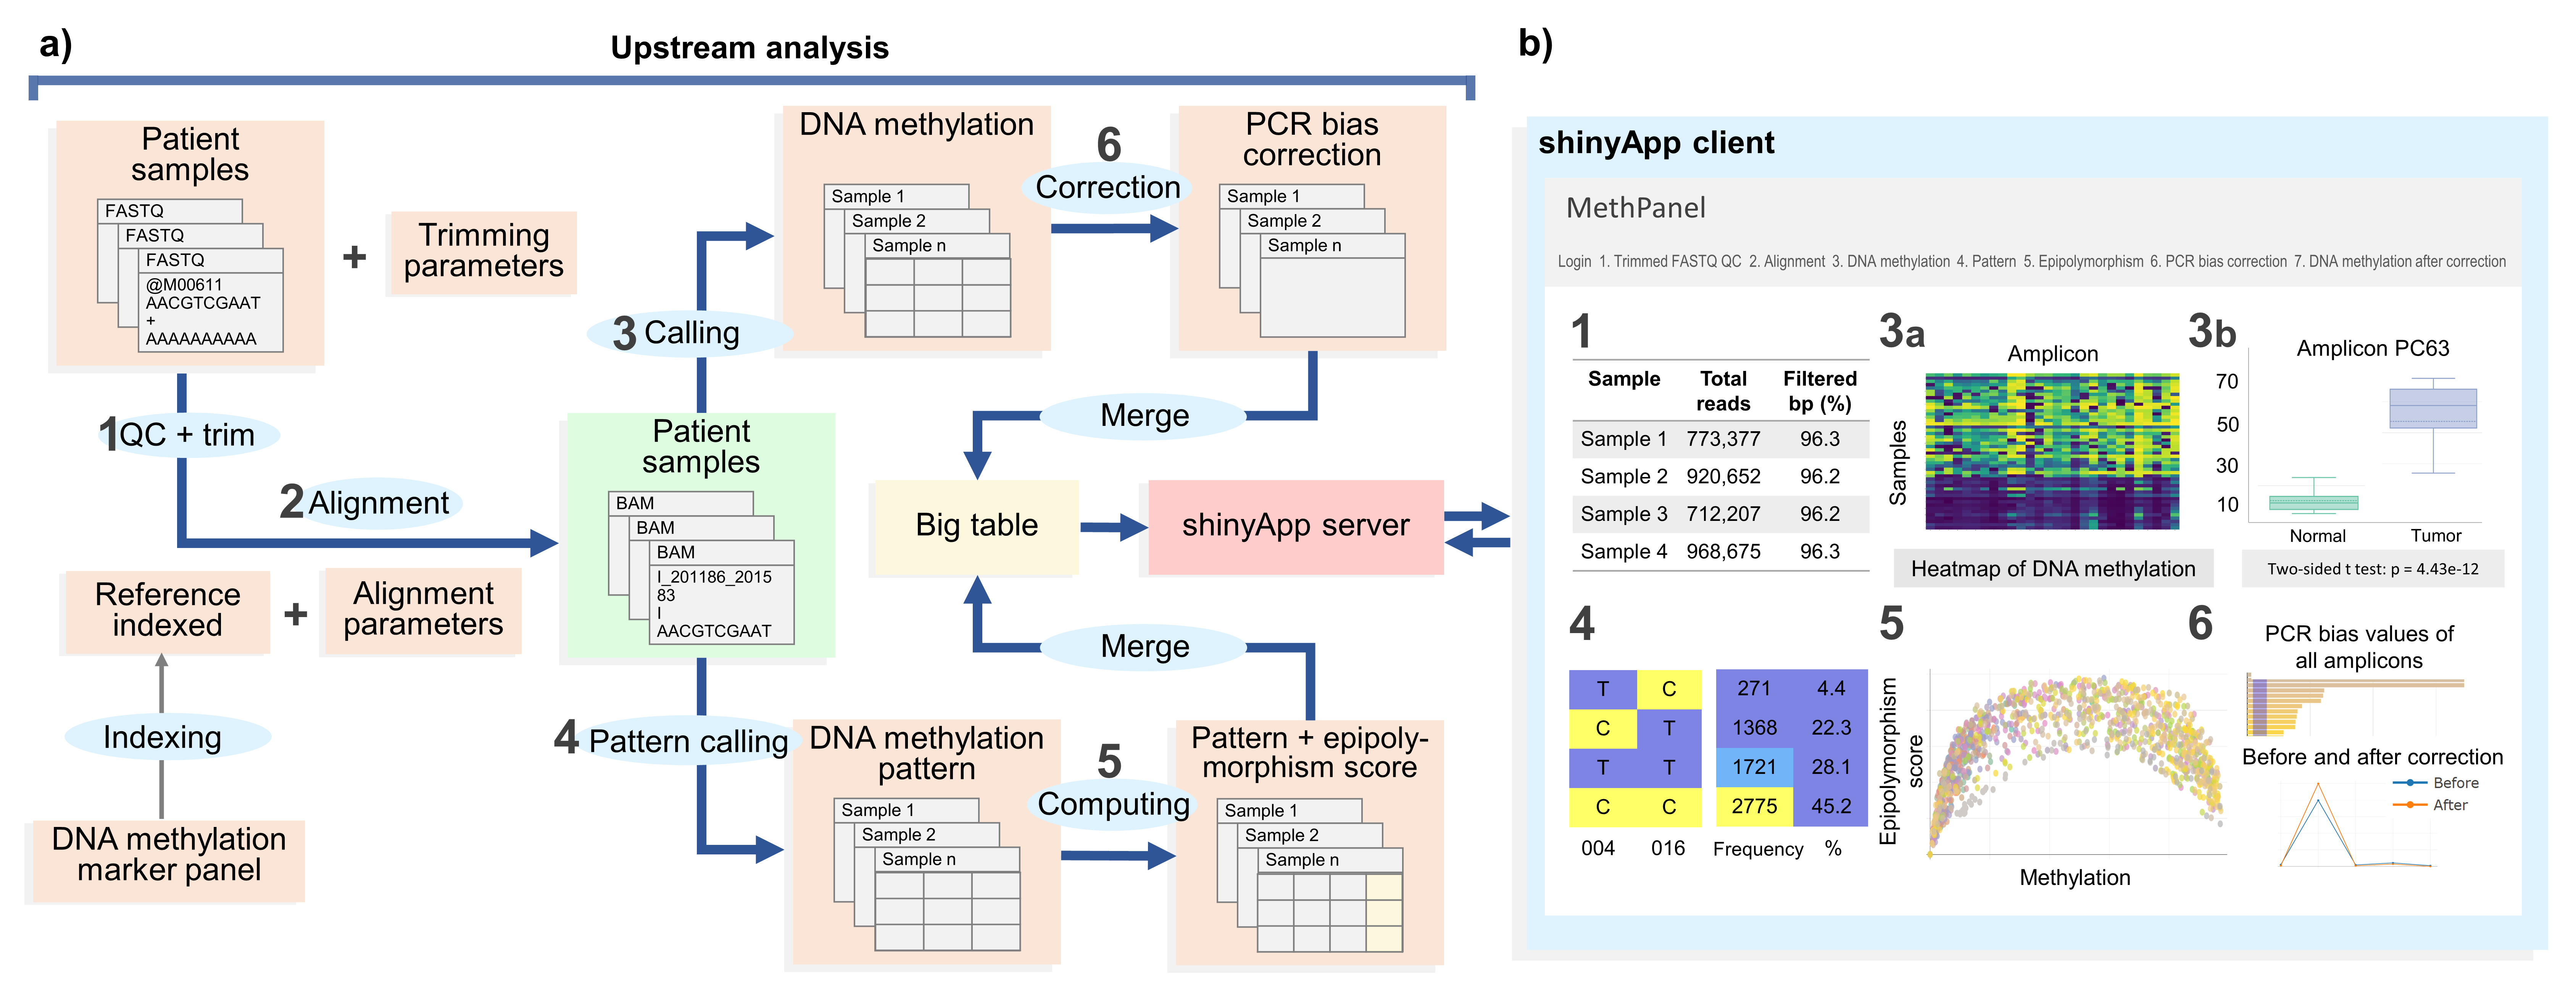 a)
Upstream analysis
Patient
samples
FASTQ
FASTQ
FASTQ
@M00611
AACGTCGAAT
+
AAAAAAAAAA
+
Trimming
parameters
1 QC + trim
2 Alignment
Reference
indexed
+
Alignment
parameters
Indexing
DNA methylation
marker panel
3 Calling
Patient
samples
BAM
BAM
BAM
I_201186_2015
83
I
AACGTCGAAT
4 Pattern calling
DNA methylation
Sample 1
Sample 2
Sample n
6
Correction
PCR bias
correction
Sample 1
Sample 2
Sample n
Merge
Big table
shinyApp server
Merge
DNA methylation
pattern
Sample 1
Sample 2
Sample n
5
Computing
Pattern + epipoly-
morphism score
Sample 1
Sample 2
Sample n
b)
shinyApp client
MethPanel
Login 1. Trimmed FASTQ QC 2. Alignment 3. DNA methylation 4. Pattern 5. Epipolymorphism 6. PCR bias correction 7. DNA methylation after correction
1
Sample Total reads Filtered bp (%)
Sample 1 773,377 96.3
Sample 2 920,652 96.2
Sample 3 712,207 96.2
Sample 4 968,675 96.3
3a
Amplicon
Samples
Heatmap of DNA methylation
3b
Amplicon PC63
70
50
30
10
Normal Tumor
Two-sided t test: p = 4.43e-12
4
T C 271 4.4
C T 1368 22.3
T T 1721 28.1
C C 2775 45.2
004 016 Frequency %
5
Epipolymorphism
score
Methylation
6
PCR bias values of
all amplicons
Before and after correction
Before
After